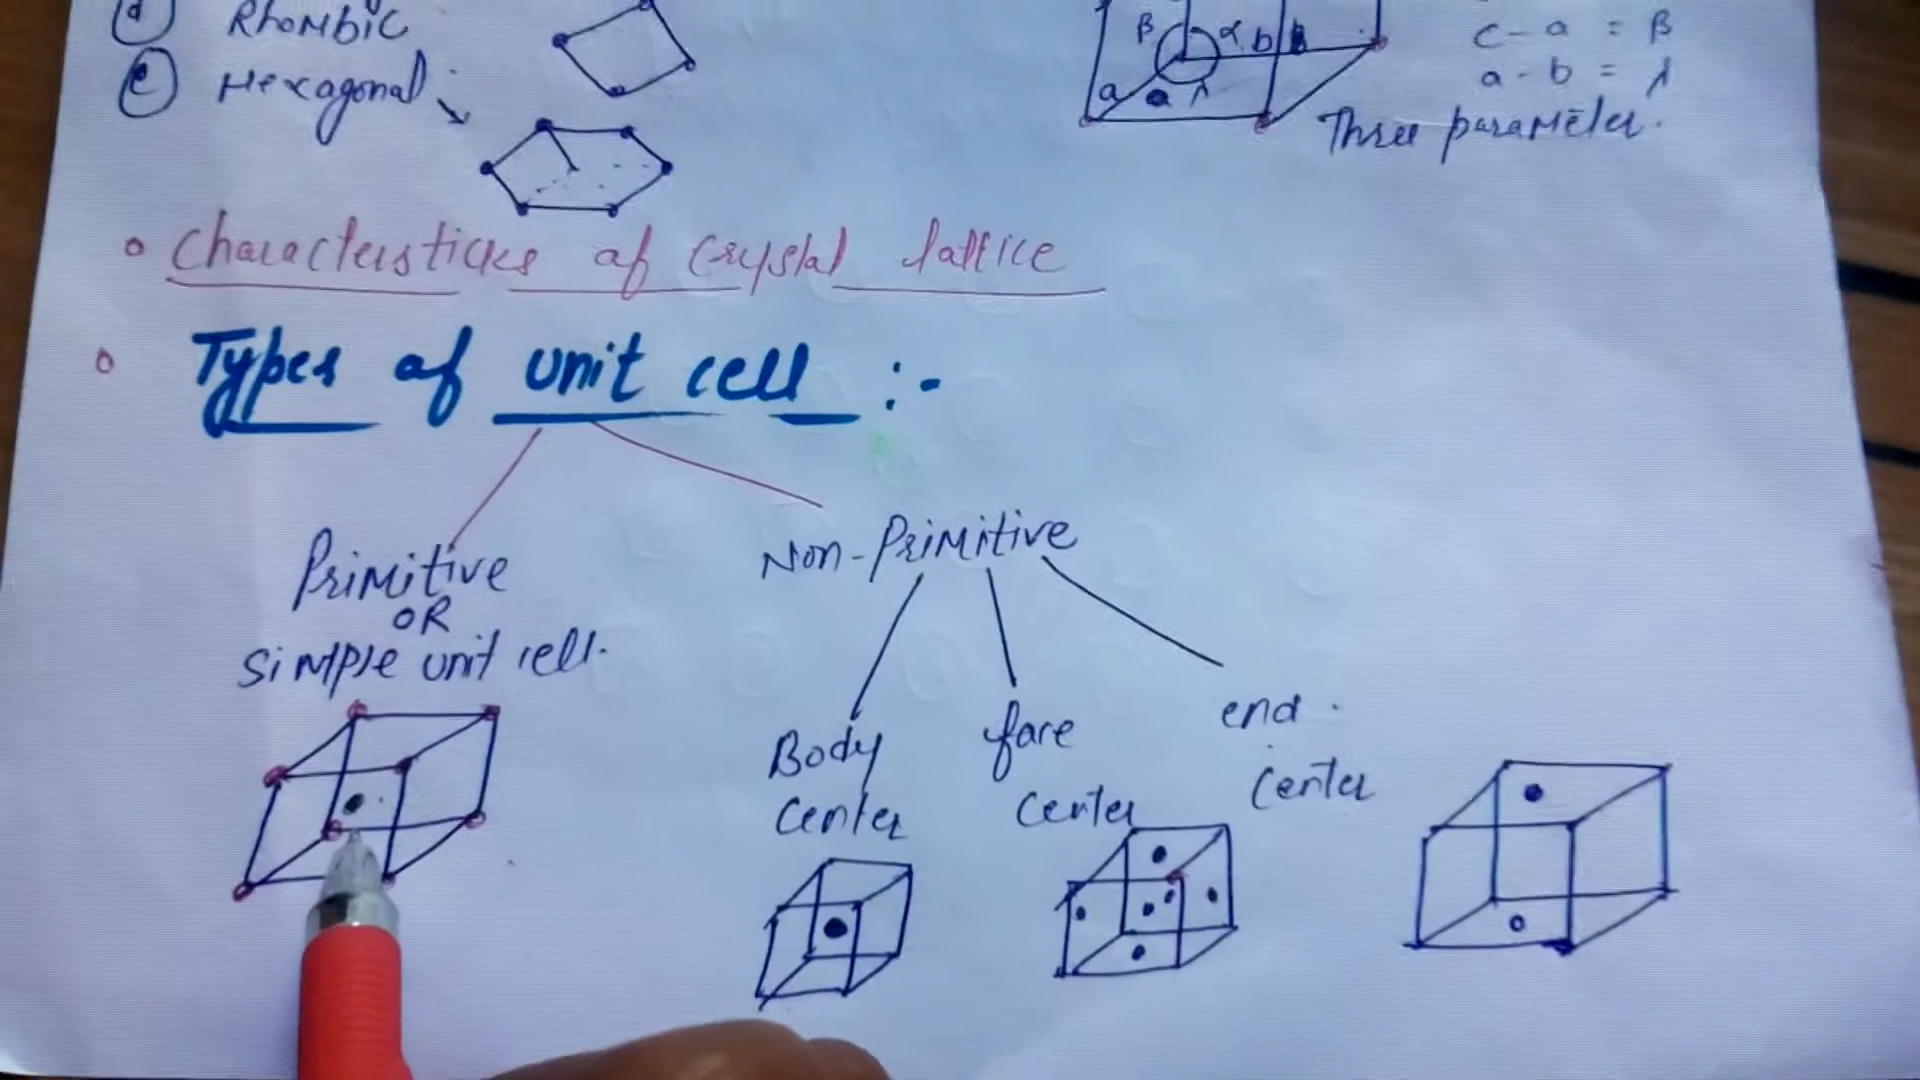 d Rhombic
e Hexagonal
β α b
a a λ
c - a = β
a - b = λ
Three parameter.
Characteristicks of Crystal lattice
Types of unit cell :-
Primitive
OR
Simple unit cell.
Non-Primitive
Body
Center
face
Center
end
Center